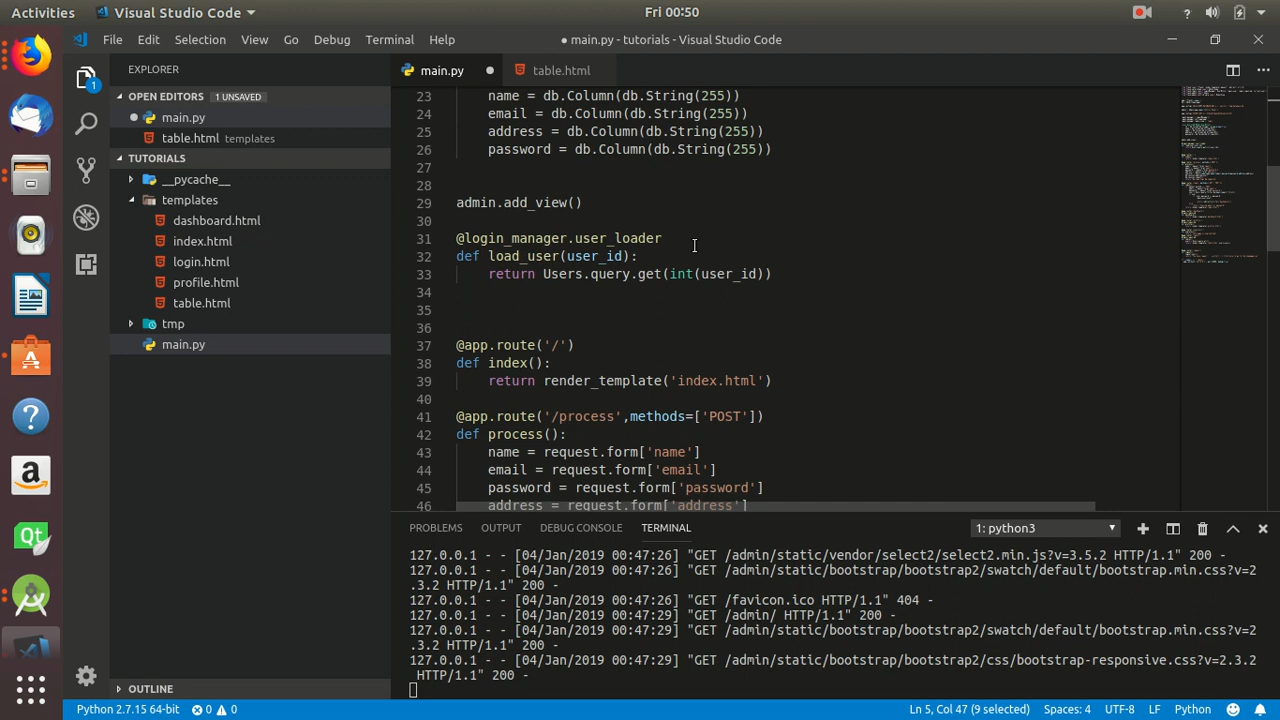 Activities
Visual Studio Code
Fri 00:50
File Edit Selection View Go Debug Terminal Help
● main.py - tutorials - Visual Studio Code
EXPLORER
OPEN EDITORS 1 UNSAVED
main.py
table.html templates
TUTORIALS
__pycache__
templates
dashboard.html
index.html
login.html
profile.html
table.html
tmp
main.py
OUTLINE
main.py
table.html
23 name = db.Column(db.String(255))
24 email = db.Column(db.String(255))
25 address = db.Column(db.String(255))
26 password = db.Column(db.String(255))
27
28
29 admin.add_view()
30
31 @login_manager.user_loader
32 def load_user(user_id):
33 return Users.query.get(int(user_id))
34
35
36
37 @app.route('/')
38 def index():
39 return render_template('index.html')
40
41 @app.route('/process',methods=['POST'])
42 def process():
43 name = request.form['name']
44 email = request.form['email']
45 password = request.form['password']
46 address = request.form['address']
PROBLEMS OUTPUT DEBUG CONSOLE TERMINAL
1: python3
127.0.0.1 - - [04/Jan/2019 00:47:26] "GET /admin/static/vendor/select2/select2.min.js?v=3.5.2 HTTP/1.1" 200 -
127.0.0.1 - - [04/Jan/2019 00:47:26] "GET /admin/static/bootstrap/bootstrap2/swatch/default/bootstrap.min.css?v=2
.3.2 HTTP/1.1" 200 -
127.0.0.1 - - [04/Jan/2019 00:47:26] "GET /favicon.ico HTTP/1.1" 404 -
127.0.0.1 - - [04/Jan/2019 00:47:29] "GET /admin/ HTTP/1.1" 200 -
127.0.0.1 - - [04/Jan/2019 00:47:29] "GET /admin/static/bootstrap/bootstrap2/swatch/default/bootstrap.min.css?v=2
.3.2 HTTP/1.1" 200 -
127.0.0.1 - - [04/Jan/2019 00:47:29] "GET /admin/static/bootstrap/bootstrap2/css/bootstrap-responsive.css?v=2.3.2
HTTP/1.1" 200 -
Python 2.7.15 64-bit 0 0
Ln 5, Col 47 (9 selected) Spaces: 4 UTF-8 LF Python